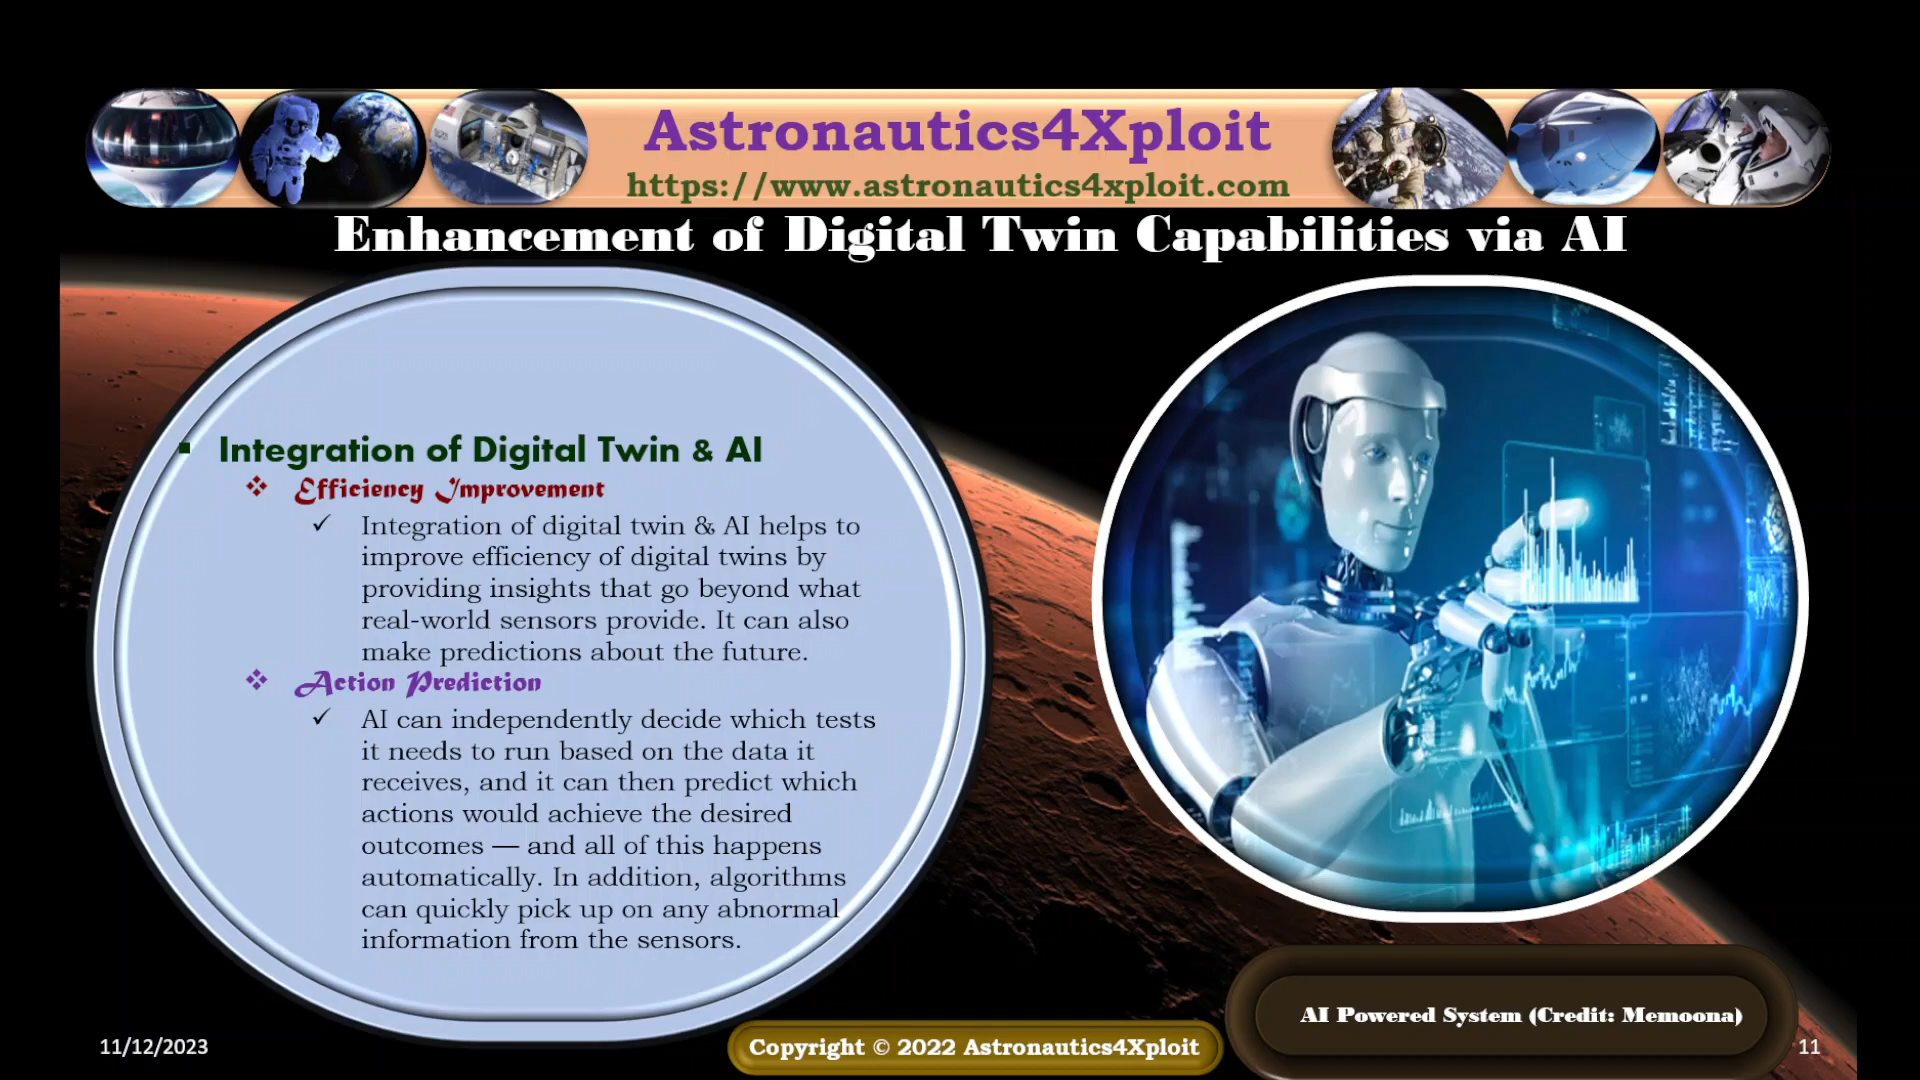 Astronautics4Xploit
https://www.astronautics4xploit.com
Enhancement of Digital Twin Capabilities via AI
▪ Integration of Digital Twin & AI
❖ Efficiency Improvement
✓ Integration of digital twin & AI helps to
improve efficiency of digital twins by
providing insights that go beyond what
real-world sensors provide. It can also
make predictions about the future.
❖ Action Prediction
✓ AI can independently decide which tests
it needs to run based on the data it
receives, and it can then predict which
actions would achieve the desired
outcomes — and all of this happens
automatically. In addition, algorithms
can quickly pick up on any abnormal
information from the sensors.
AI Powered System (Credit: Memoona)
11/12/2023
Copyright © 2022 Astronautics4Xploit
11